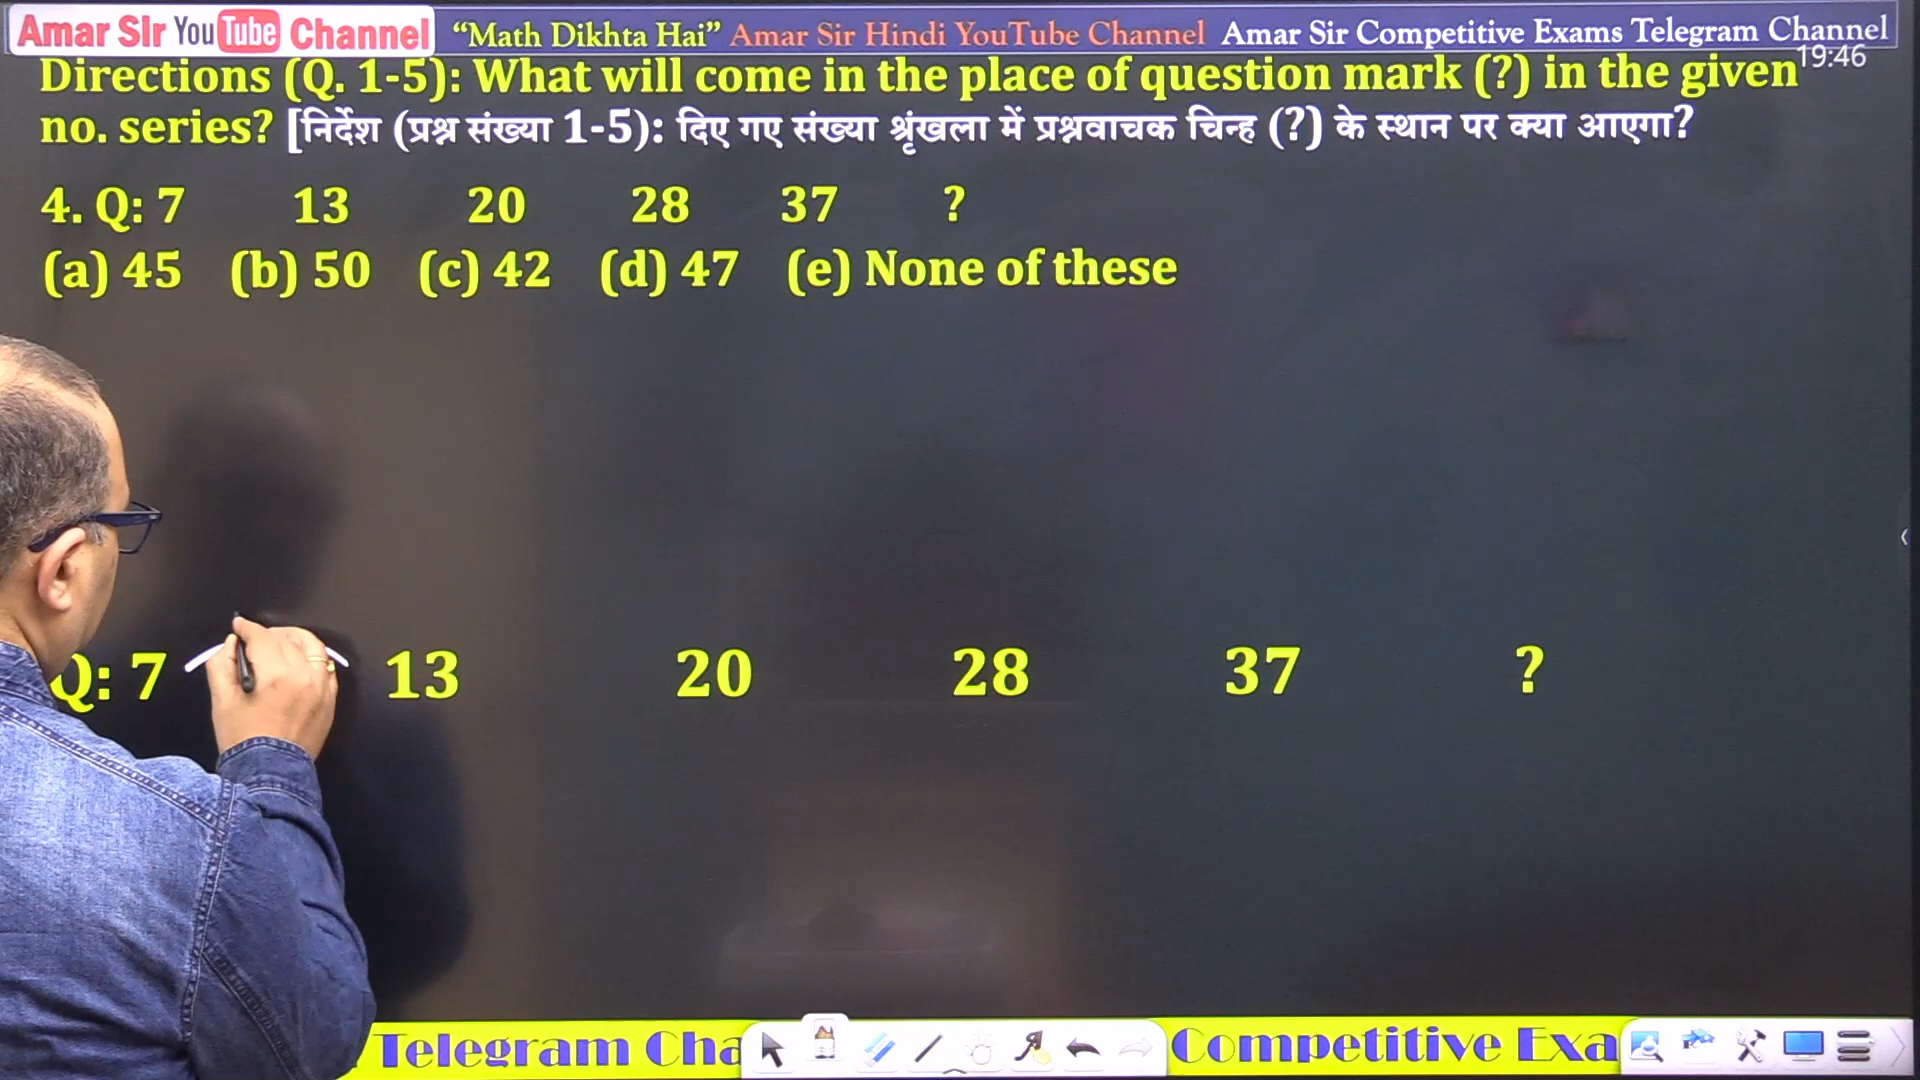 Amar Sir YouTube Channel "Math Dikhta Hai" Amar Sir Hindi YouTube Channel Amar Sir Competitive Exams Telegram Channel
19:46
Directions (Q. 1-5): What will come in the place of question mark (?) in the given
no. series? [निर्देश (प्रश्न संख्या 1-5): दिए गए संख्या श्रृंखला में प्रश्नवाचक चिन्ह (?) के स्थान पर क्या आएगा?
4. Q: 7 13 20 28 37 ?
(a) 45 (b) 50 (c) 42 (d) 47 (e) None of these
Q: 7 13 20 28 37 ?
Telegram Cha Competitive Exa